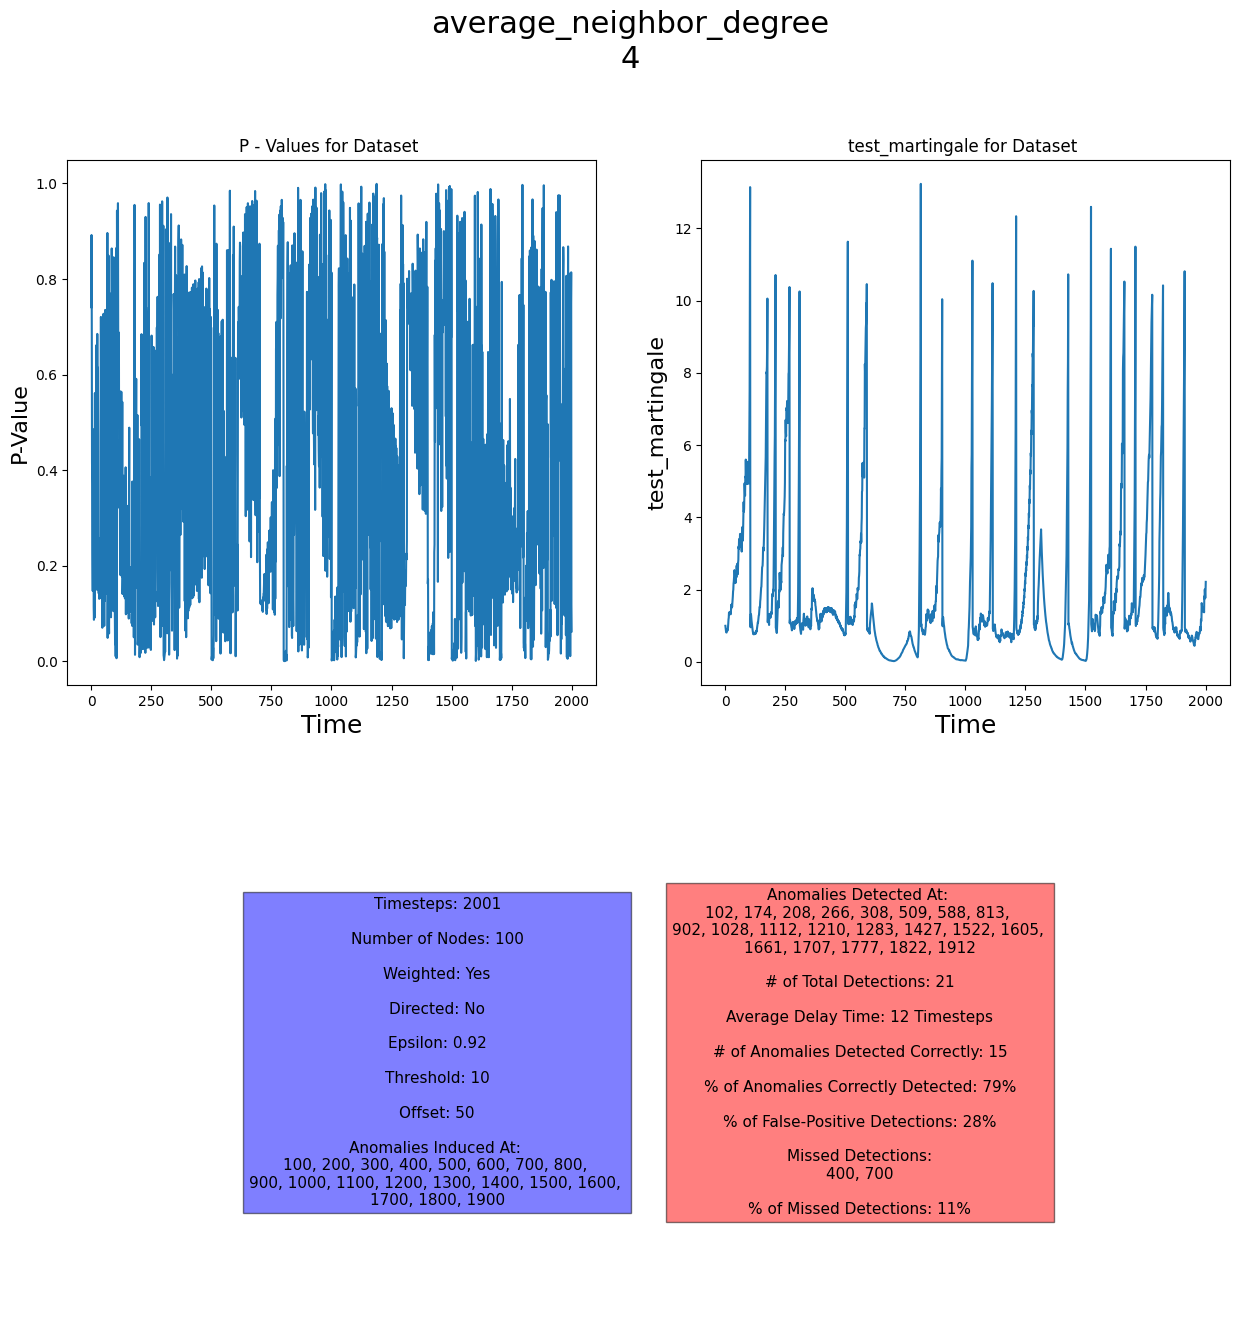 average_neighbor_degree
4
P - Values for Dataset
1.0
0.8
0.6
0.4
0.2
0.0
P-Value
0 250 500 750 1000 1250 1500 1750 2000
Time
test_martingale for Dataset
12
10
8
6
4
2
0
test_martingale
0 250 500 750 1000 1250 1500 1750 2000
Time
Timesteps: 2001
Number of Nodes: 100
Weighted: Yes
Directed: No
Epsilon: 0.92
Threshold: 10
Offset: 50
Anomalies Induced At:
100, 200, 300, 400, 500, 600, 700, 800,
900, 1000, 1100, 1200, 1300, 1400, 1500, 1600,
1700, 1800, 1900
Anomalies Detected At:
102, 174, 208, 266, 308, 509, 588, 813,
902, 1028, 1112, 1210, 1283, 1427, 1522, 1605,
1661, 1707, 1777, 1822, 1912
# of Total Detections: 21
Average Delay Time: 12 Timesteps
# of Anomalies Detected Correctly: 15
% of Anomalies Correctly Detected: 79%
% of False-Positive Detections: 28%
Missed Detections:
400, 700
% of Missed Detections: 11%